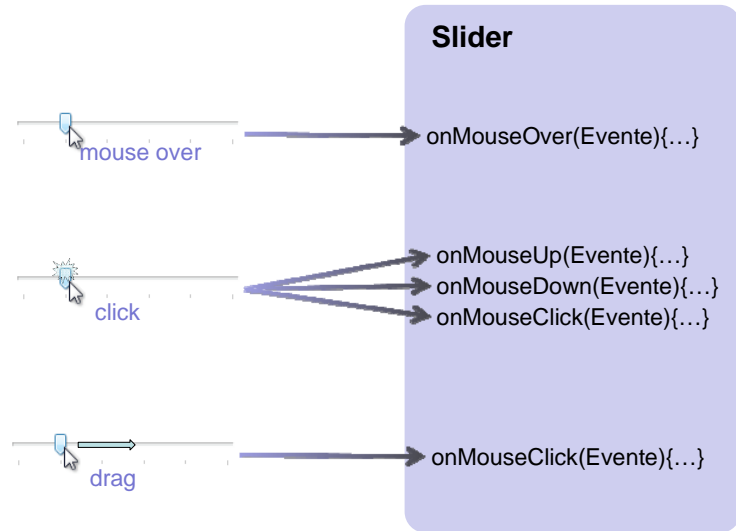 Slider
mouse over
onMouseOver(Evente){…}
click
onMouseUp(Evente){…}
onMouseDown(Evente){…}
onMouseClick(Evente){…}
drag
onMouseClick(Evente){…}